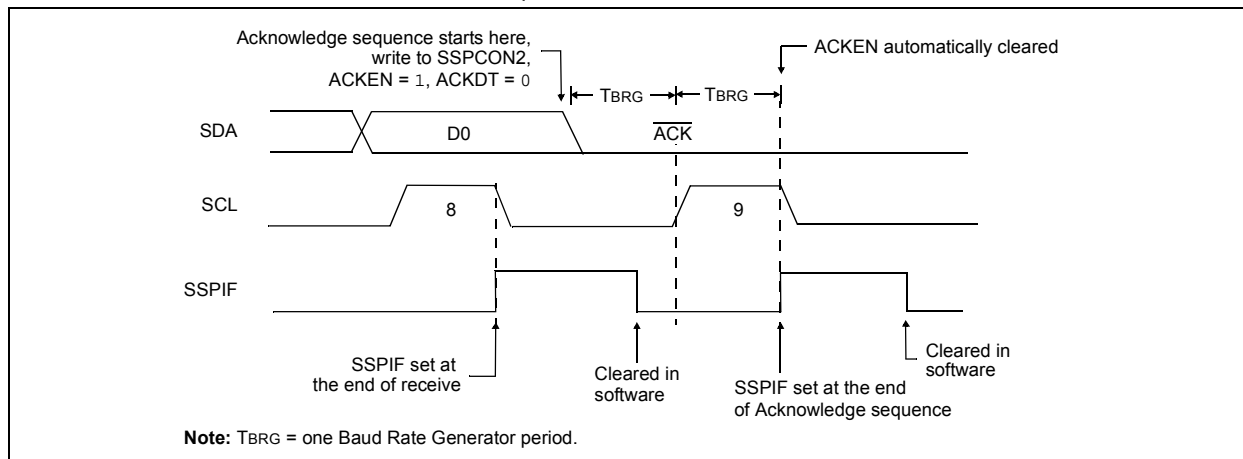 Acknowledge sequence starts here,
write to SSPCON2,
ACKEN = 1, ACKDT = 0
ACKEN automatically cleared
TBRG
TBRG
SDA
D0
ACK
SCL
8
9
SSPIF
SSPIF set at
the end of receive
Cleared in
software
SSPIF set at the end
of Acknowledge sequence
Cleared in
software
Note: TBRG = one Baud Rate Generator period.